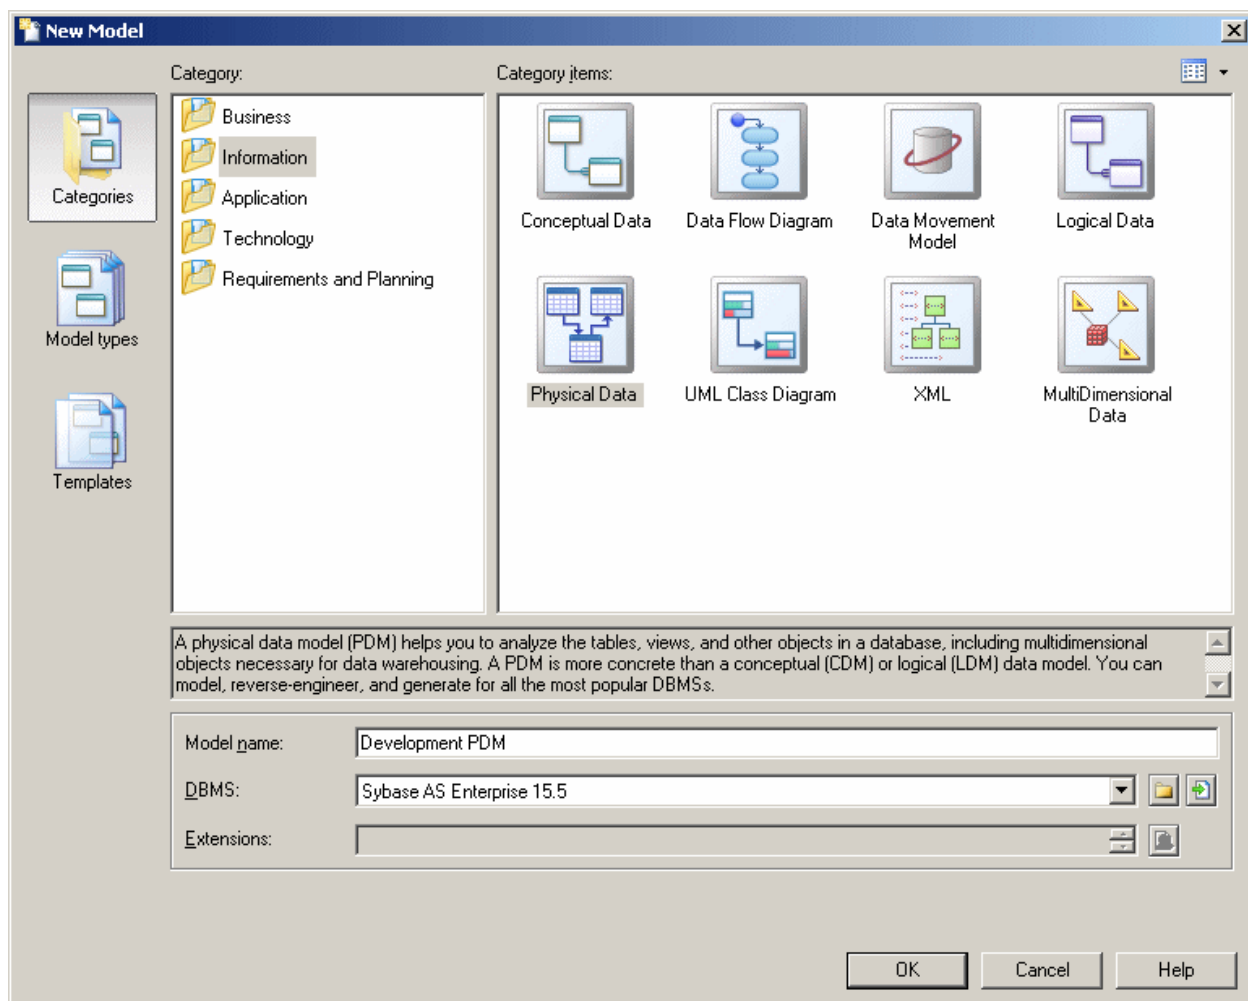 New Model
Category:
Category items:
Categories
Model types
Templates
Business
Information
Application
Technology
Requirements and Planning
Conceptual Data
Data Flow Diagram
Data Movement
Model
Logical Data
Physical Data
UML Class Diagram
XML
MultiDimensional
Data
A physical data model (PDM) helps you to analyze the tables, views, and other objects in a database, including multidimensional
objects necessary for data warehousing. A PDM is more concrete than a conceptual (CDM) or logical (LDM) data model. You can
model, reverse-engineer, and generate for all the most popular DBMSs.
Model name:
Development PDM
DBMS:
Sybase AS Enterprise 15.5
Extensions:
OK
Cancel
Help